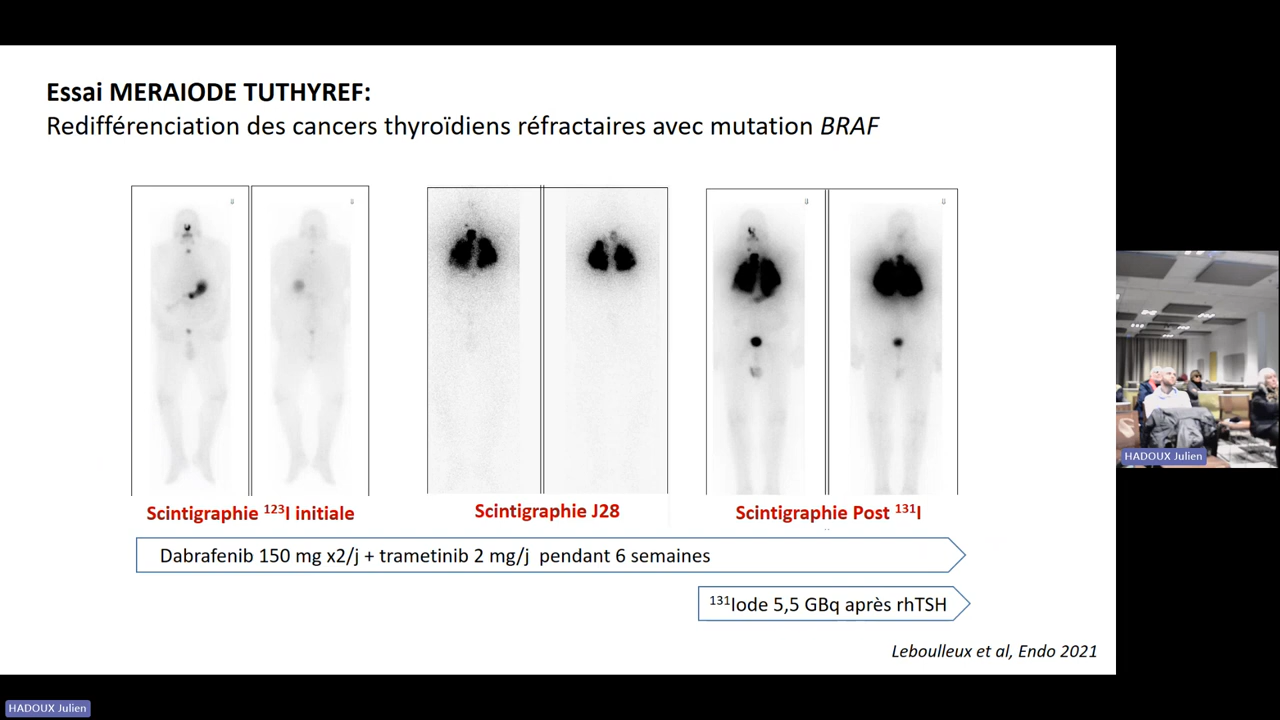 Essai MERAIODE TUTHYREF:
Redifférenciation des cancers thyroïdiens réfractaires avec mutation BRAF
Scintigraphie ¹²³I initiale
Scintigraphie J28
Scintigraphie Post ¹³¹I
Dabrafenib 150 mg x2/j + trametinib 2 mg/j pendant 6 semaines
¹³¹Iode 5,5 GBq après rhTSH
Leboulleux et al, Endo 2021
HADOUX Julien
HADOUX Julien